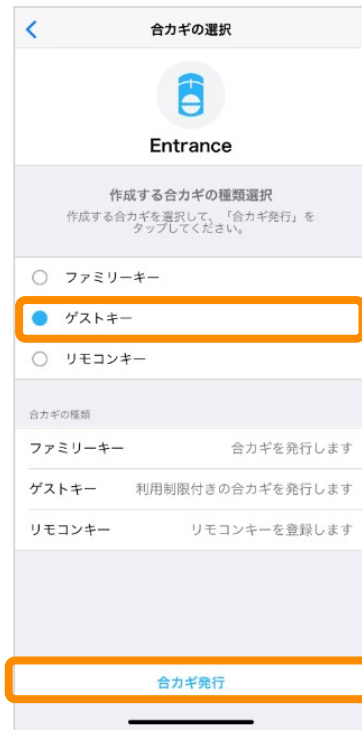 合カギの選択
Entrance
作成する合カギの種類選択
作成する合カギを選択して、「合カギ発行」を
タップしてください。
ファミリーキー
ゲストキー
リモコンキー
合カギの種類
ファミリーキー 合カギを発行します
ゲストキー 利用制限付きの合カギを発行します
リモコンキー リモコンキーを登録します
合カギ発行